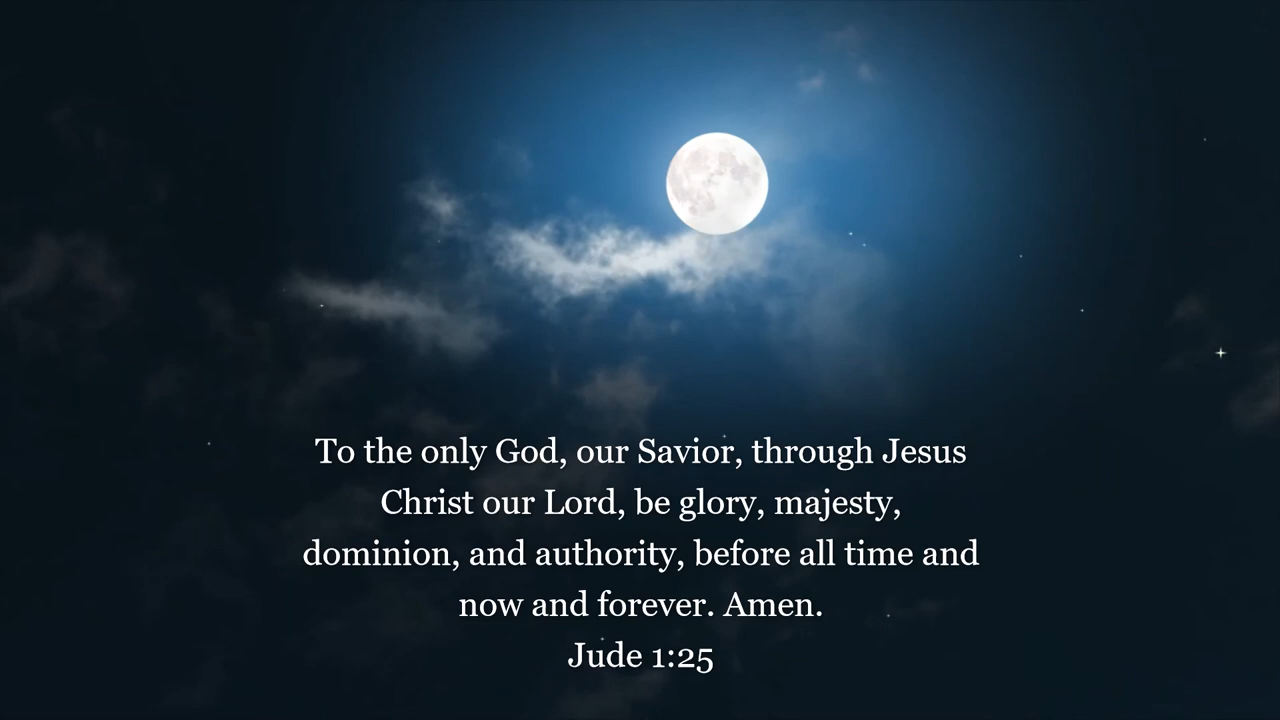 To the only God, our Savior, through Jesus
Christ our Lord, be glory, majesty,
dominion, and authority, before all time and
now and forever. Amen.
Jude 1:25